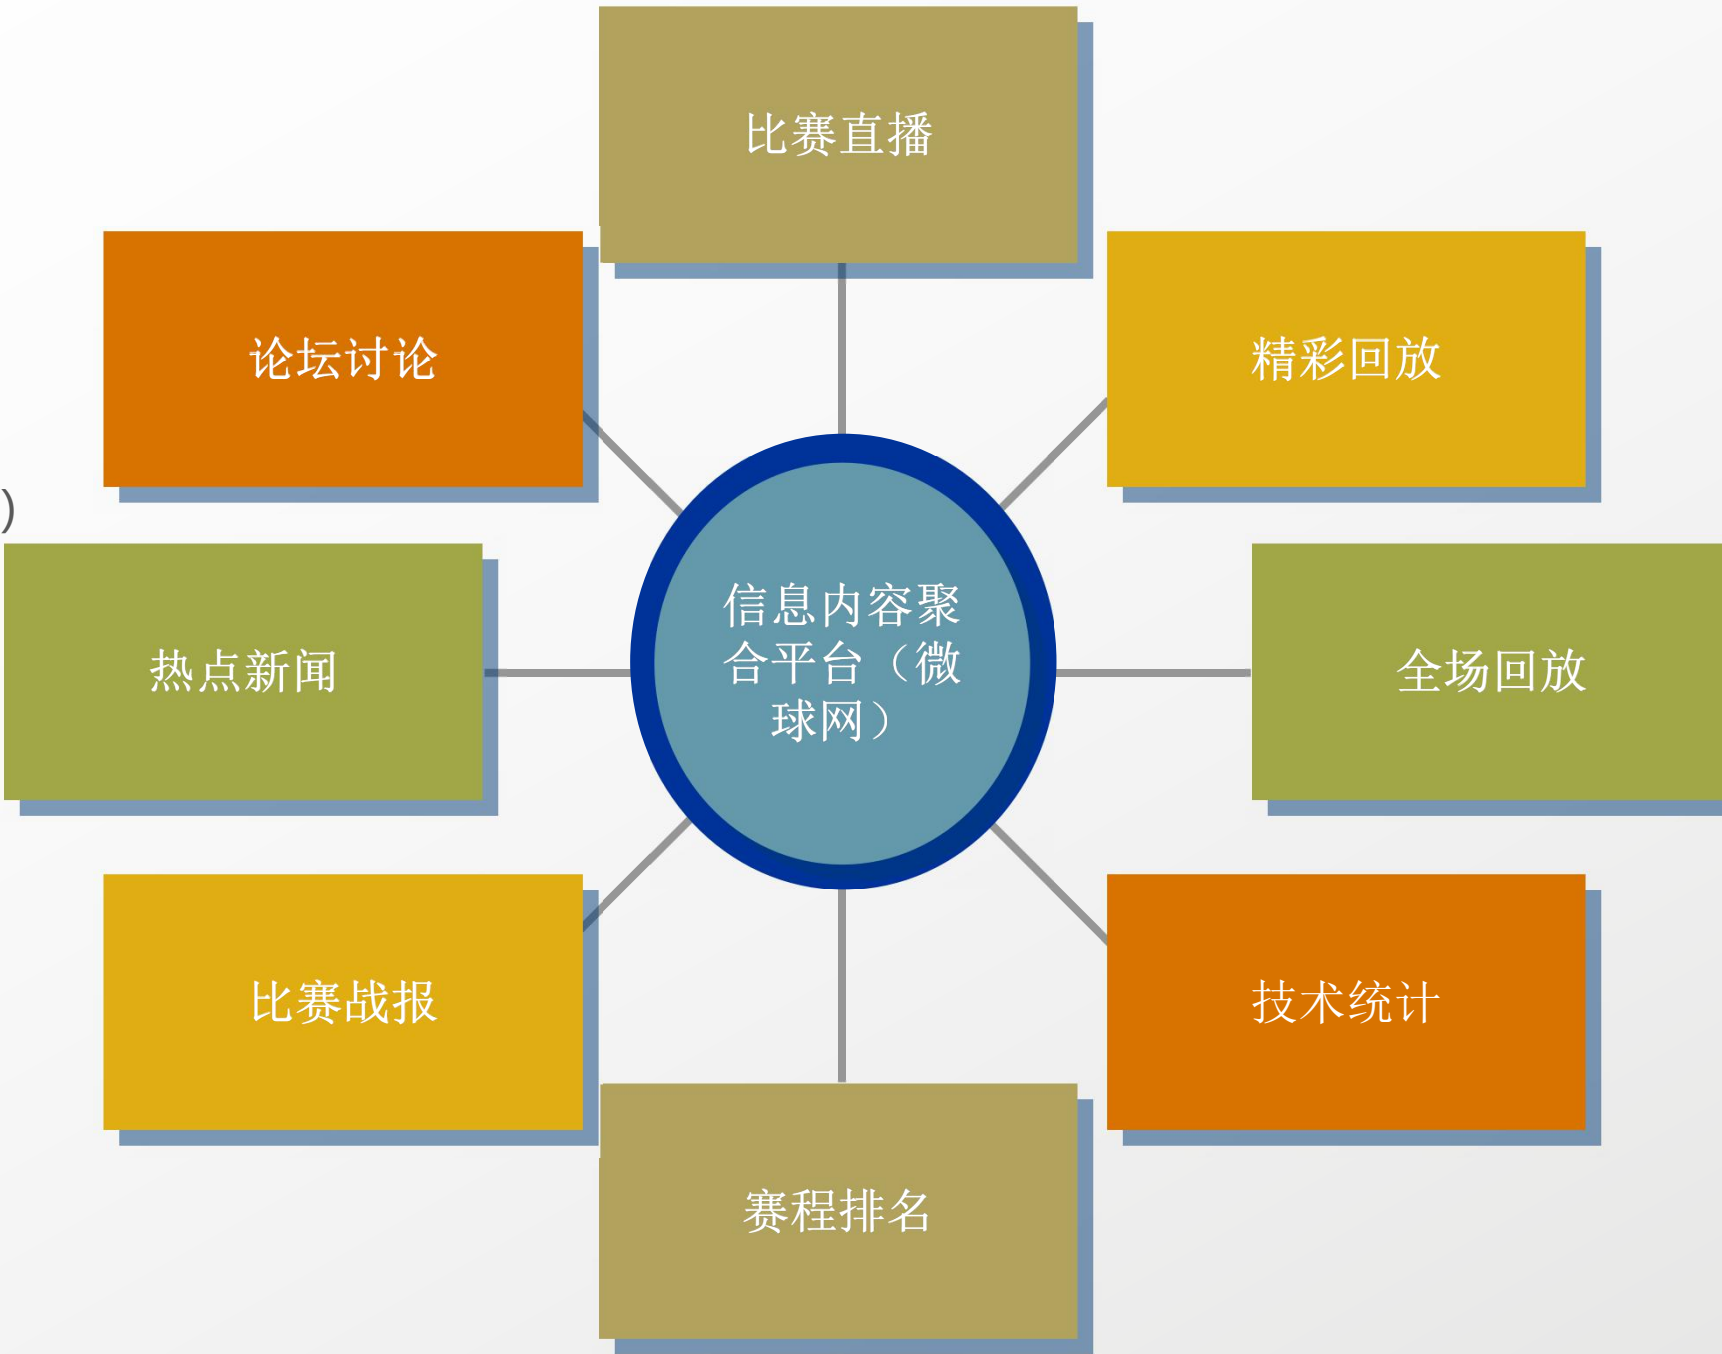 比赛直播
论坛讨论
精彩回放
)
信息内容聚
合平台（微
球网）
热点新闻
全场回放
比赛战报
技术统计
赛程排名